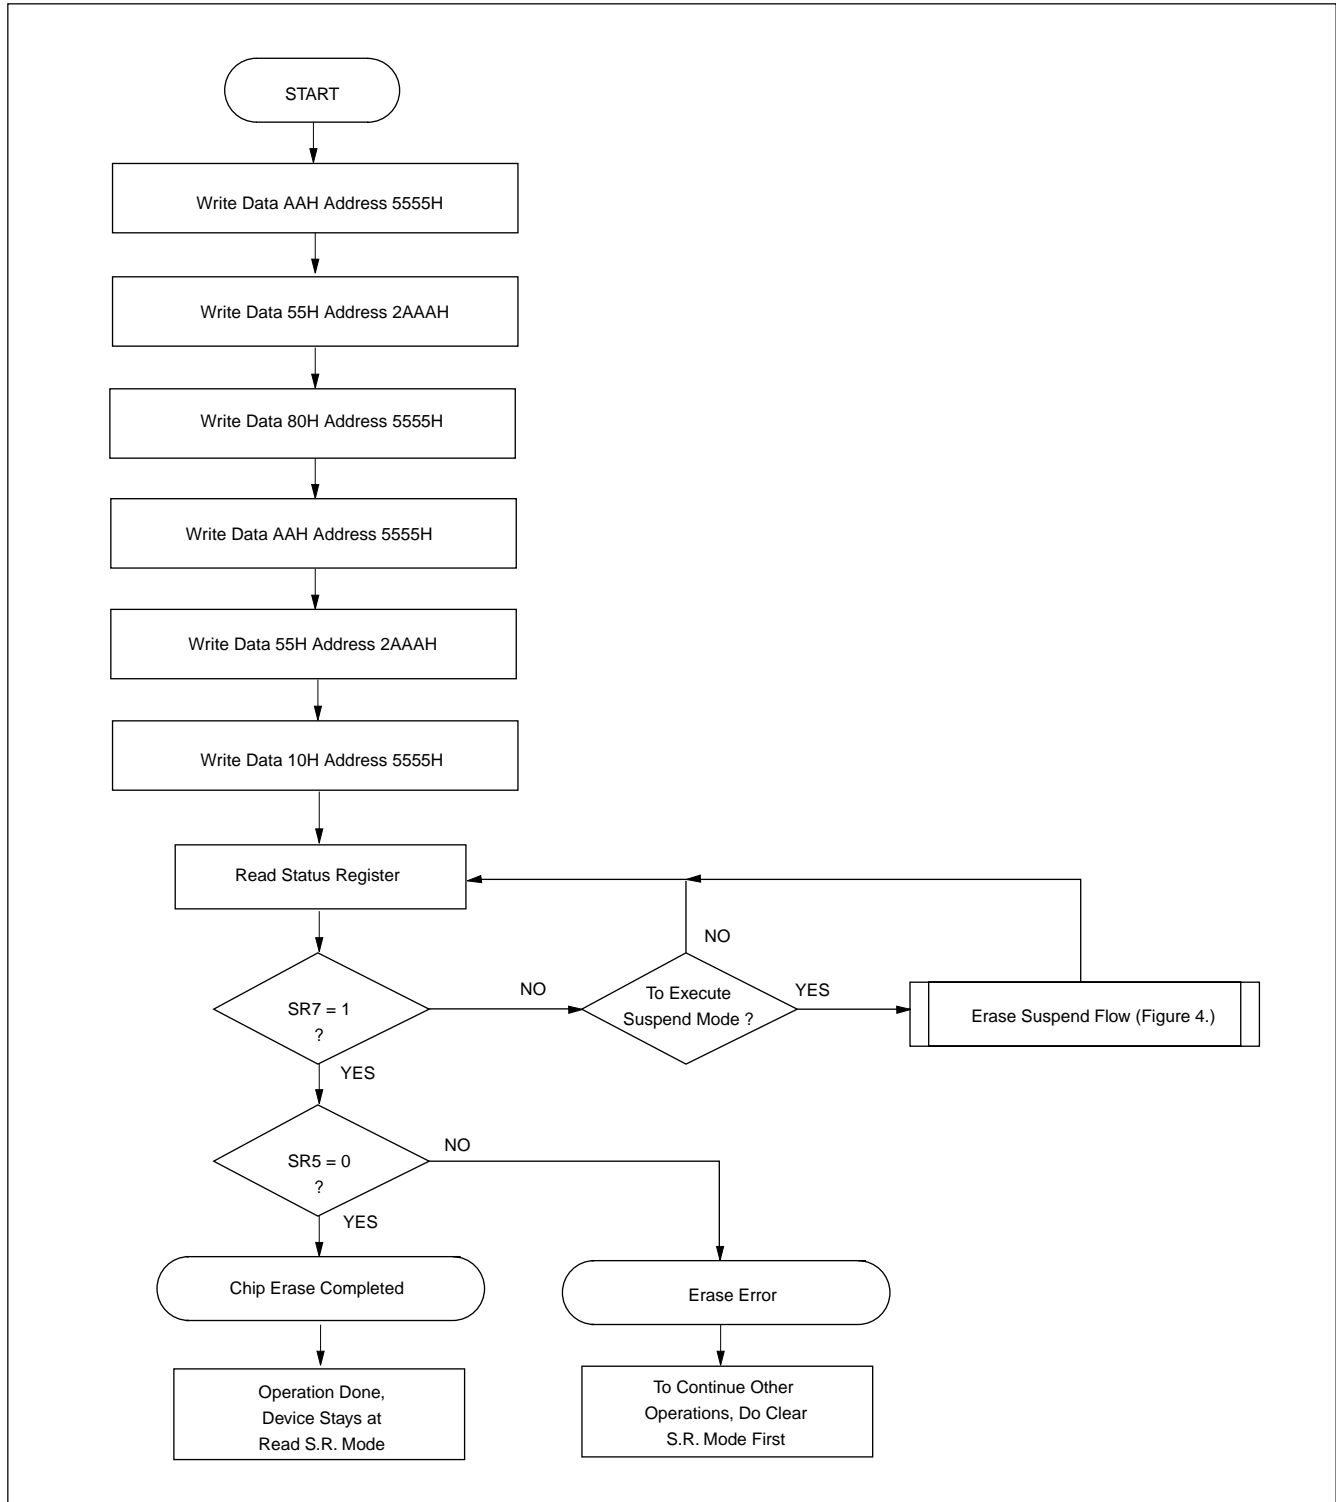 START
Write Data AAH Address 5555H
Write Data 55H Address 2AAAH
Write Data 80H Address 5555H
Write Data AAH Address 5555H
Write Data 55H Address 2AAAH
Write Data 10H Address 5555H
Read Status Register
NO
SR7 = 1
?
NO
To Execute
Suspend Mode ?
YES
Erase Suspend Flow (Figure 4.)
YES
SR5 = 0
?
NO
YES
Chip Erase Completed
Erase Error
Operation Done,
Device Stays at
Read S.R. Mode
To Continue Other
Operations, Do Clear
S.R. Mode First